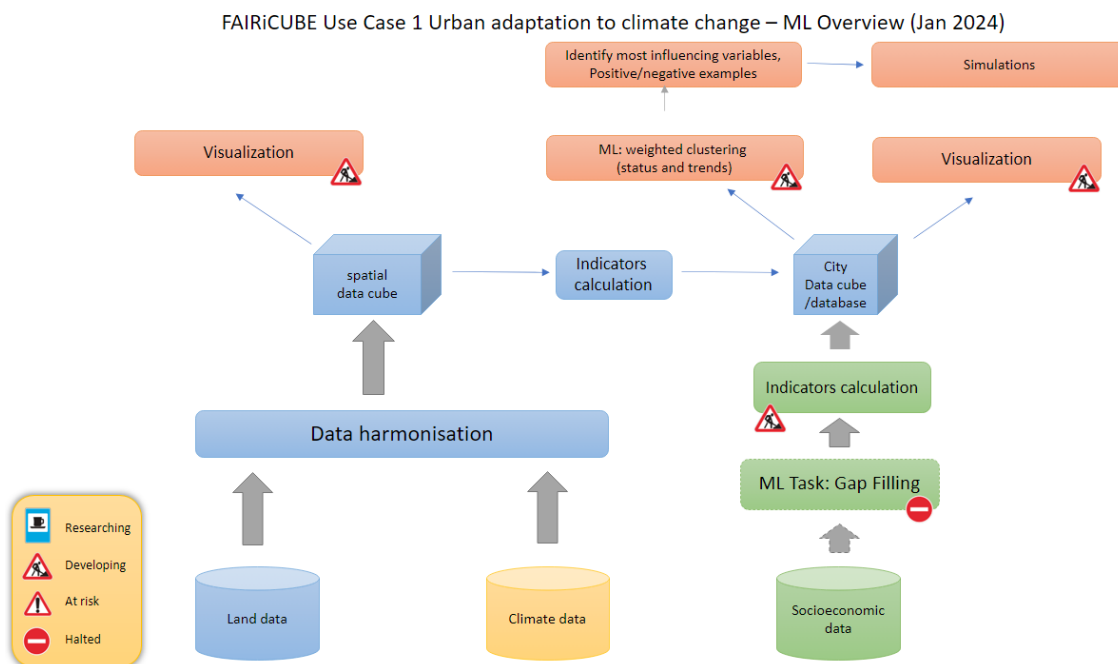 FAIRiCUBE Use Case 1 Urban adaptation to climate change – ML Overview (Jan 2024)
Identify most influencing variables,
Positive/negative examples
Simulations
Visualization
ML: weighted clustering
(status and trends)
Visualization
spatial
data cube
Indicators
calculation
City
Data cube
/database
Indicators calculation
Data harmonisation
ML Task: Gap Filling
Researching
Developing
At risk
Halted
Land data
Climate data
Socioeconomic
data